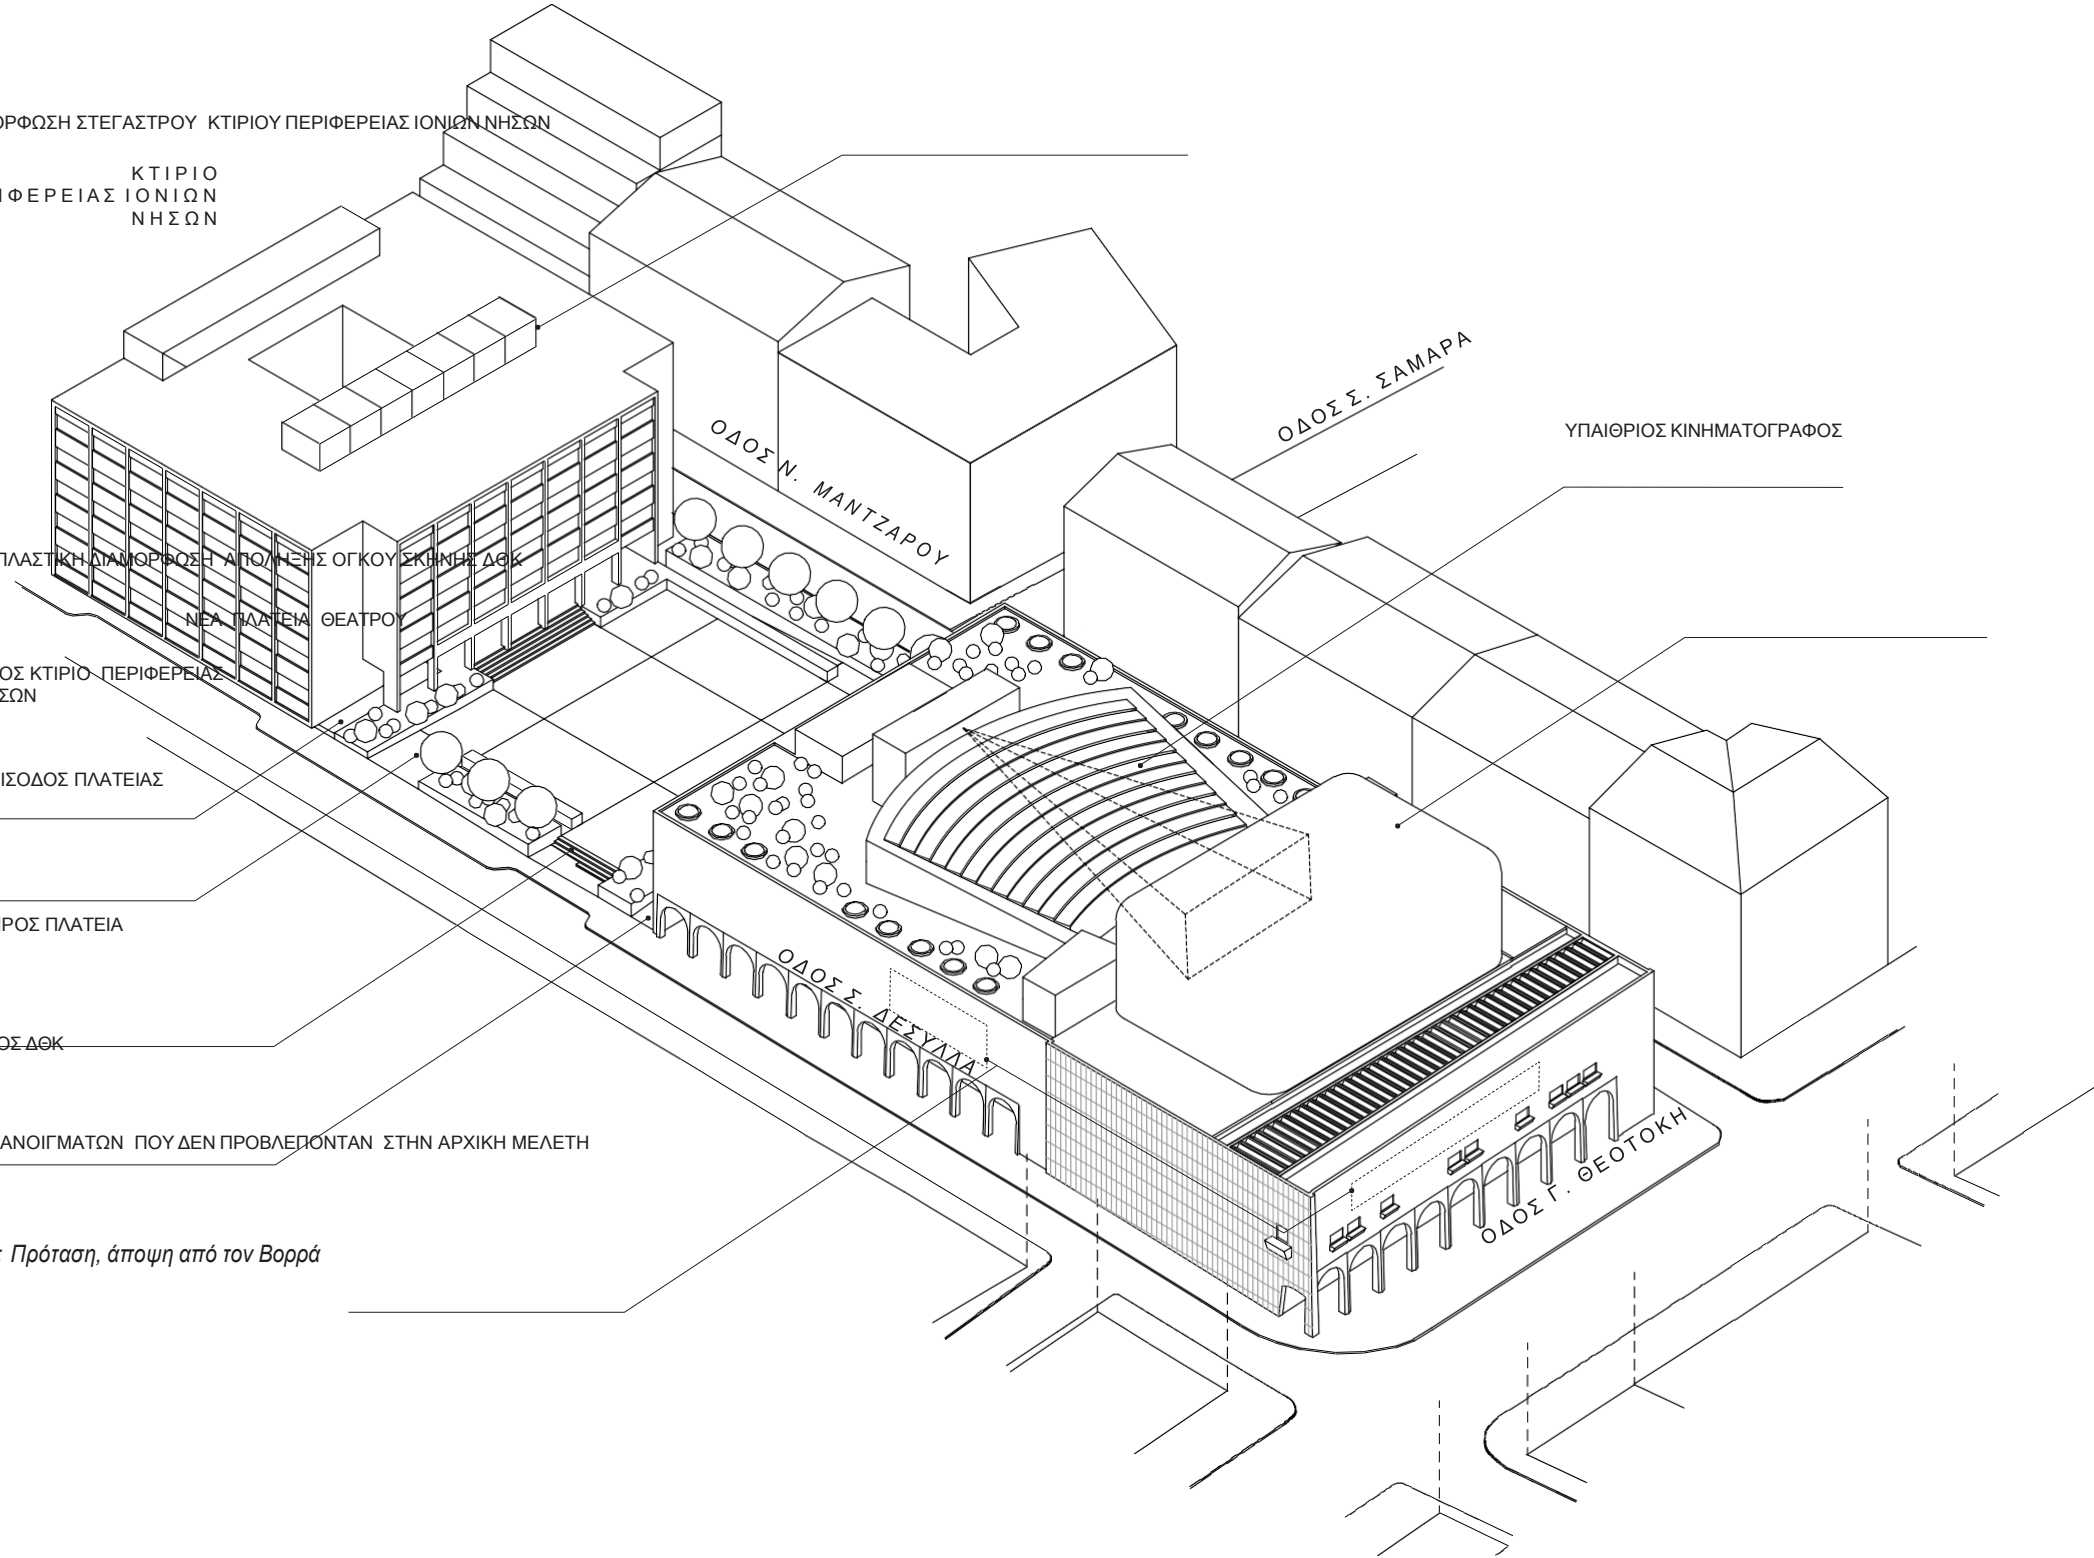 ΟΡΦΩΣΗ ΣΤΕΓΑΣΤΡΟΥ ΚΤΙΡΙΟΥ ΠΕΡΙΦΕΡΕΙΑΣ ΙΟΝΙΩΝ ΝΗΣΩΝ
ΚΤΙΡΙΟ
ΙΦΕΡΕΙΑΣ ΙΟΝΙΩΝ
ΝΗΣΩΝ
ΟΔΟΣ Σ. ΣΑΜΑΡΑ
ΥΠΑΙΘΡΙΟΣ ΚΙΝΗΜΑΤΟΓΡΑΦΟΣ
ΟΔΟΣ Ν. ΜΑΝΤΖΑΡΟΥ
ΠΛΑΣΤΙΚΗ ΔΙΑΜΟΡΦΩΣΗ ΑΠΟΛΗΞΗΣ ΟΓΚΟΥ ΣΚΗΝΗΣ ΔΘΚ
ΝΕΑ ΠΛΑΤΕΙΑ ΘΕΑΤΡΟΥ
ΟΣ ΚΤΙΡΙΟ ΠΕΡΙΦΕΡΕΙΑΣ
ΣΩΝ
ΙΣΟΔΟΣ ΠΛΑΤΕΙΑΣ
ΠΡΟΣ ΠΛΑΤΕΙΑ
ΟΔΟΣ Σ. ΔΕΣΥΛΛΑ
ΟΣ ΔΘΚ
ΑΝΟΙΓΜΑΤΩΝ ΠΟΥ ΔΕΝ ΠΡΟΒΛΕΠΟΝΤΑΝ ΣΤΗΝ ΑΡΧΙΚΗ ΜΕΛΕΤΗ
ΟΔΟΣ Γ. ΘΕΟΤΟΚΗ
: Πρόταση, άποψη από τον Βορρά